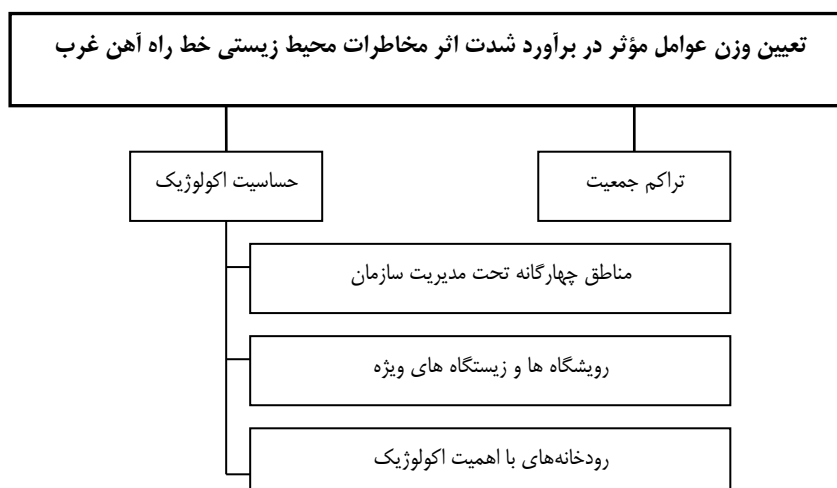 تعیین وزن عوامل مؤثر در برآورد شدت اثر مخاطرات محیط زیستی خط راه آهن غرب
تراکم جمعیت
حساسیت اکولوژیک
مناطق چهارگانه تحت مدیریت سازمان
رویشگاه ها و زیستگاه های ویژه
رودخانه‌های با اهمیت اکولوژیک